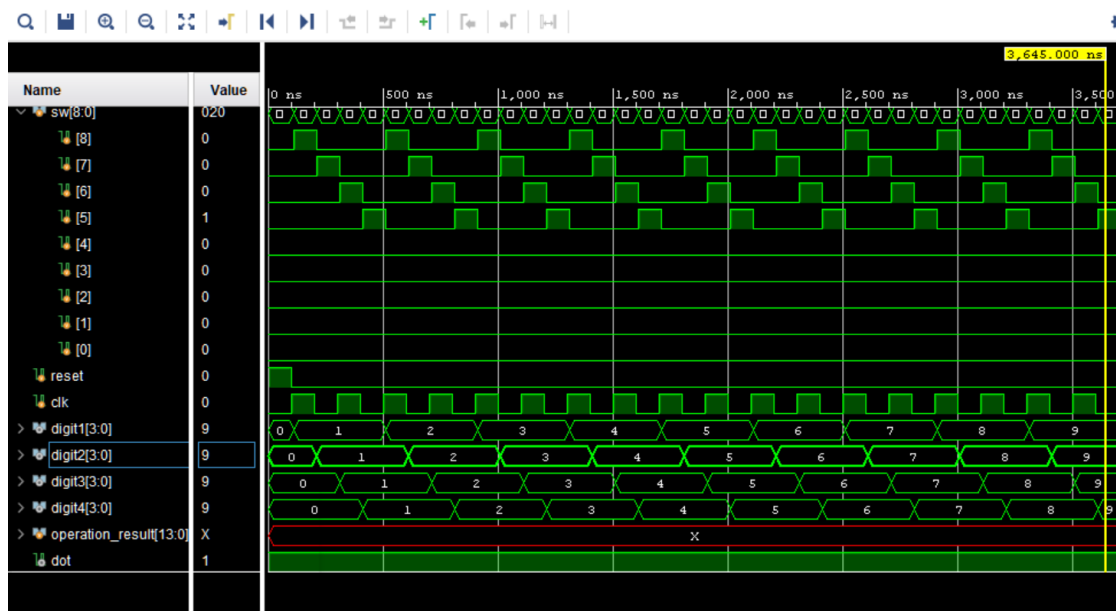 3,645.000 ns
Name Value
0 ns 500 ns 1,000 ns 1,500 ns 2,000 ns 2,500 ns 3,000 ns 3,500
sw[8:0] 020
[8] 0
[7] 0
[6] 0
[5] 1
[4] 0
[3] 0
[2] 0
[1] 0
[0] 0
reset 0
clk 0
digit1[3:0] 9 0 1 2 3 4 5 6 7 8 9
digit2[3:0] 9 0 1 2 3 4 5 6 7 8 9
digit3[3:0] 9 0 1 2 3 4 5 6 7 8 9
digit4[3:0] 9 0 1 2 3 4 5 6 7 8 9
operation_result[13:0] X X
dot 1